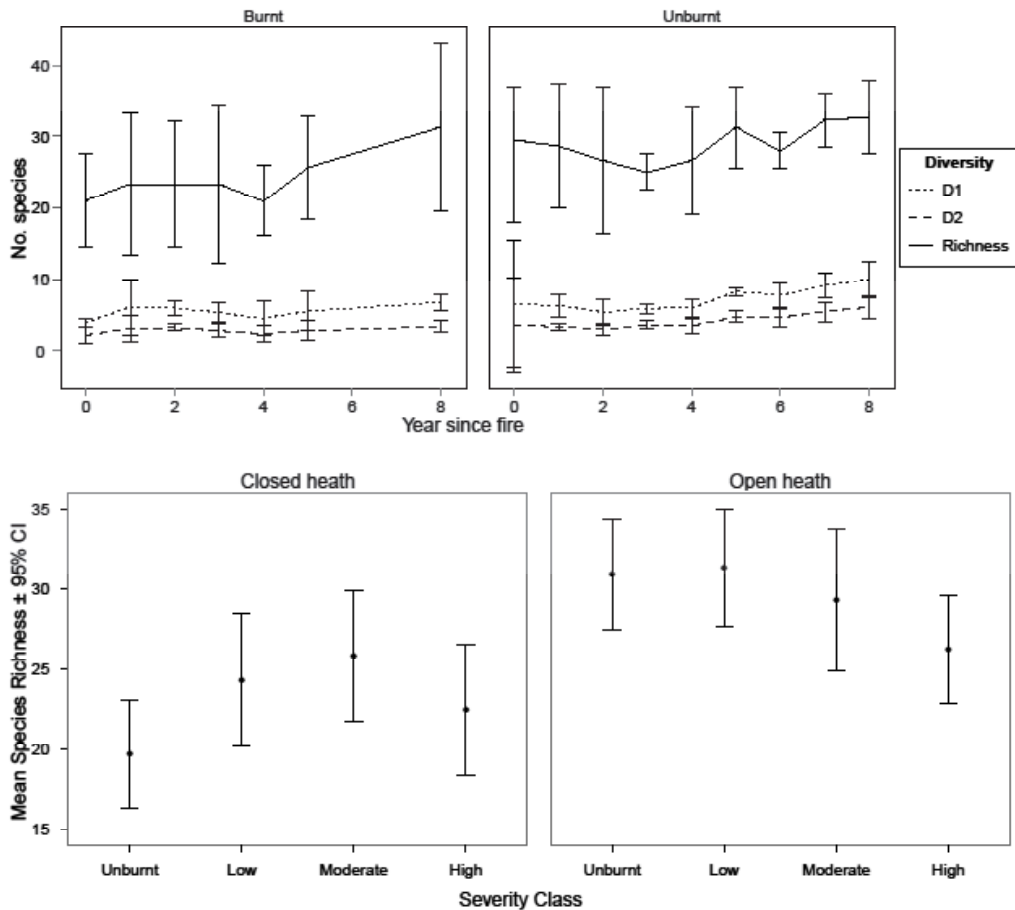 Burnt
Unburnt
No. species
40
30
20
10
0
0 2 4 6 8
0 2 4 6 8
Year since fire
Diversity
D1
D2
Richness
Closed heath
Open heath
Mean Species Richness ± 95% CI
35
30
25
20
15
Unburnt Low Moderate High
Unburnt Low Moderate High
Severity Class